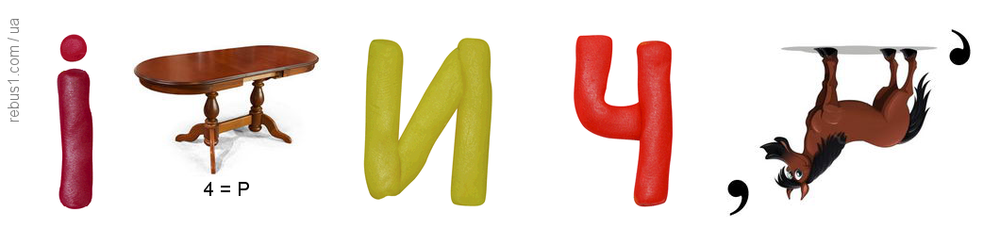 rebus1.com / ua
і
4 = Р
И
Ч
,
,